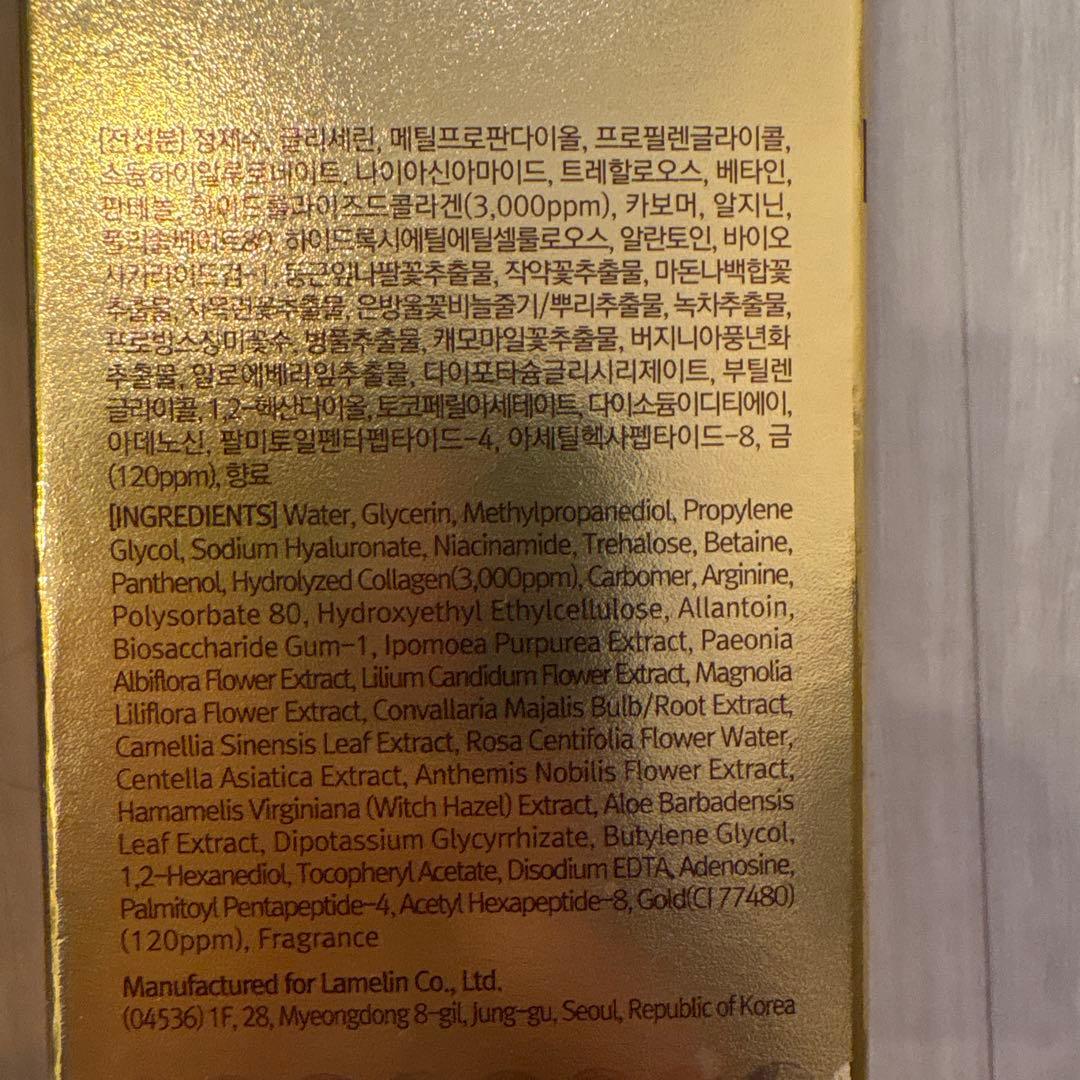 [전성분] 정제수, 글리세린, 메틸프로판다이올, 프로필렌글라이콜,
소듐하이알루로네이트, 나이아신아마이드, 트레할로오스, 베타인,
판테놀, 하이드롤라이즈드콜라겐(3,000ppm), 카보머, 알지닌,
폴리솔베이트80, 하이드록시에틸에틸셀룰로오스, 알란토인, 바이오
사카라이드검-1, 둥근잎나팔꽃추출물, 작약꽃추출물, 마돈나백합꽃
추출물, 자목련꽃추출물, 은방울꽃비늘줄기/뿌리추출물, 녹차추출물,
프로방스장미꽃수, 병풀추출물, 캐모마일꽃추출물, 버지니아풍년화
추출물, 알로에베라잎추출물, 다이포타슘글리시리제이트, 부틸렌
글라이콜, 1,2-헥산다이올, 토코페릴아세테이트, 다이소듐이디티에이,
아데노신, 팔미토일펜타펩타이드-4, 아세틸헥사펩타이드-8, 금
(120ppm), 향료
[INGREDIENTS] Water, Glycerin, Methylpropanediol, Propylene
Glycol, Sodium Hyaluronate, Niacinamide, Trehalose, Betaine,
Panthenol, Hydrolyzed Collagen(3,000ppm), Carbomer, Arginine,
Polysorbate 80, Hydroxyethyl Ethylcellulose, Allantoin,
Biosaccharide Gum-1, Ipomoea Purpurea Extract, Paeonia
Albiflora Flower Extract, Lilium Candidum Flower Extract, Magnolia
Liliflora Flower Extract, Convallaria Majalis Bulb/Root Extract,
Camellia Sinensis Leaf Extract, Rosa Centifolia Flower Water,
Centella Asiatica Extract, Anthemis Nobilis Flower Extract,
Hamamelis Virginiana (Witch Hazel) Extract, Aloe Barbadensis
Leaf Extract, Dipotassium Glycyrrhizate, Butylene Glycol,
1,2-Hexanediol, Tocopheryl Acetate, Disodium EDTA, Adenosine,
Palmitoyl Pentapeptide-4, Acetyl Hexapeptide-8, Gold(CI 77480)
(120ppm), Fragrance
Manufactured for Lamelin Co., Ltd.
(04536) 1F, 28, Myeongdong 8-gil, Jung-gu, Seoul, Republic of Korea